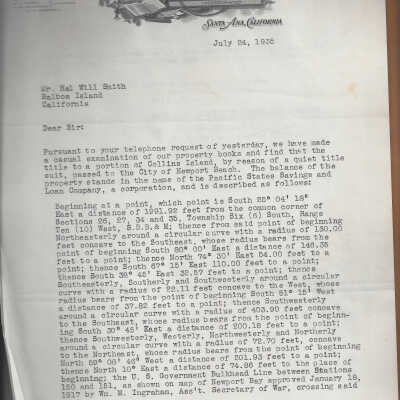 SANTA ANA, CALIFORNIA
July 24, 1935
Mr. Hal Will Smith
Balboa Island
California
Dear Sir:
Pursuant to your telephone request of yesterday, we have made
a casual examination of our property books and find that the
title to a portion of Collins Island, by reason of a quiet title
suit, passed to the City of Newport Beach. The balance of the
property stands in the name of the Pacific States Savings and
Loan Company, a corporation, and is described as follows:
Beginning at a point, which point is South 28° 04' 18"
East a distance of 1991.92 feet from the common corner of
Sections 26, 27, 34 and 35, Township Six (6) South, Range
Ten (10) West, S.B.B.& M; thence from said point of beginning
Northeasterly around a circular curve with a radius of 130.00
feet concave to the Southeast, whose radius bears from the
point of beginning South 80° 00' East a distance of 148.35
feet to a point; thence North 74° 30' East 54.00 feet to a
point; thence South 67° 15' East 110.00 feet to a point;
thence South 39° 45' East 32.57 feet to a point; thence
Southeasterly, Southerly and Southwesterly around a circular
curve with a radius of 22.11 feet concave to the West, whose
radius bears from the point of beginning South 51° 15' West
a distance of 37.82 feet to a point; thence Southwesterly
around a circular curve with a radius of 403.90 feet concave
to the Southeast, whose radius bears from the point of beginn-
ing South 30° 45' East a distance of 200.18 feet to a point;
thence Southwesterly, Westerly, Northwesterly and Northerly
around a circular curve with a radius of 72.70 feet, concave
to the Northeast, whose radius bears from the point of beginning
North 59° 08' 46" West a distance of 201.93 feet to a point;
thence North 10° East a distance of 74.86 feet to the place of
beginning; the U. S. Government Bulkhead Line between Stations
150 and 151, as shown on map of Newport Bay approved January 18,
1917 by Wm. M. Ingraham, Ass't. Secretary of War, crossing said